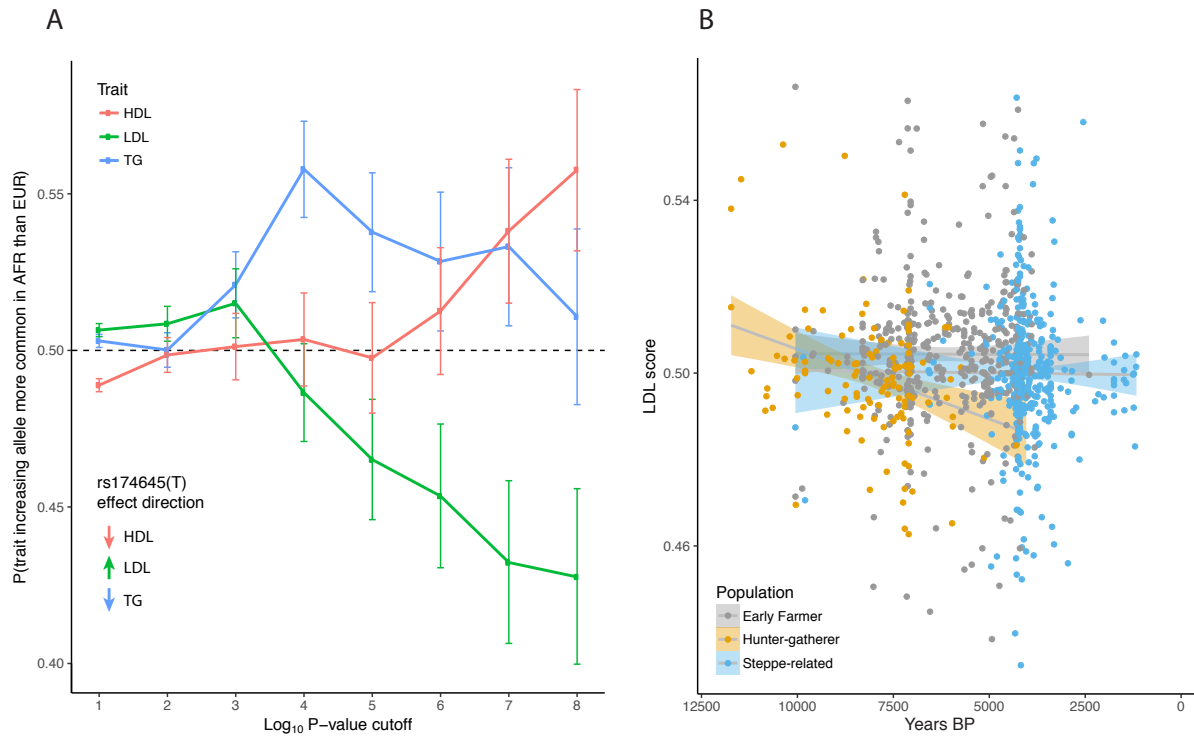 A
P(trait increasing allele more common in AFR than EUR)
0.55
0.50
0.45
0.40
Trait
HDL
LDL
TG
rs174645(T)
effect direction
HDL
LDL
TG
1 2 3 4 5 6 7 8
Log10 P−value cutoff
B
LDL score
0.54
0.50
0.46
Population
Early Farmer
Hunter-gatherer
Steppe-related
12500 10000 7500 5000 2500 0
Years BP